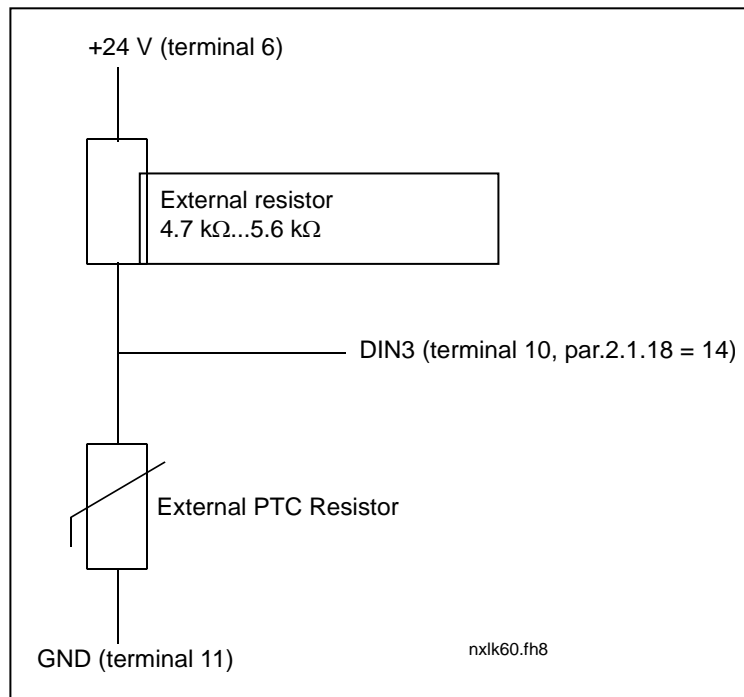 +24 V (terminal 6)
External resistor
4.7 kΩ...5.6 kΩ
DIN3 (terminal 10, par.2.1.18 = 14)
External PTC Resistor
GND (terminal 11)
nxlk60.fh8